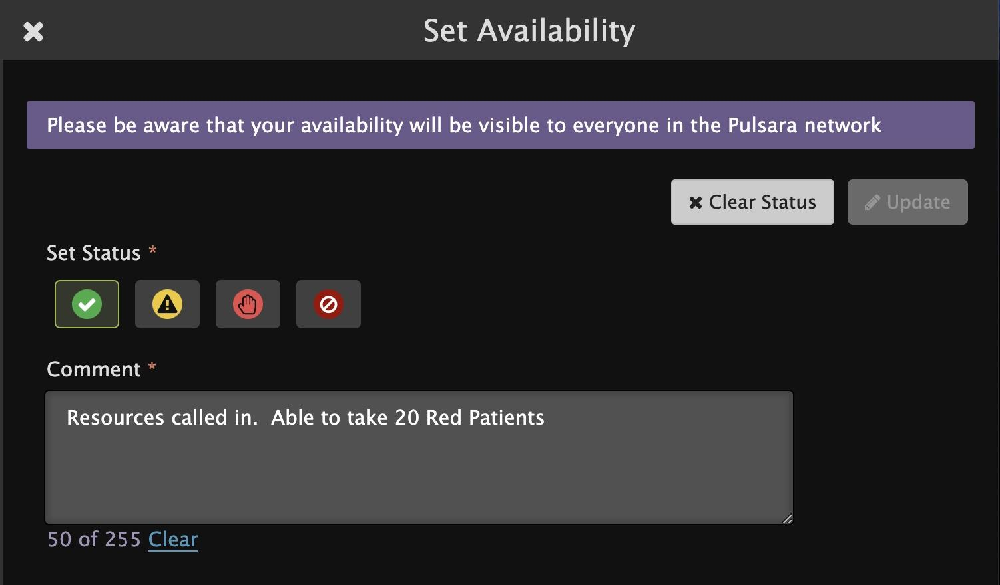 Set Availability
Please be aware that your availability will be visible to everyone in the Pulsara network
Clear Status
Update
Set Status *
Comment *
Resources called in.  Able to take 20 Red Patients
50 of 255 Clear